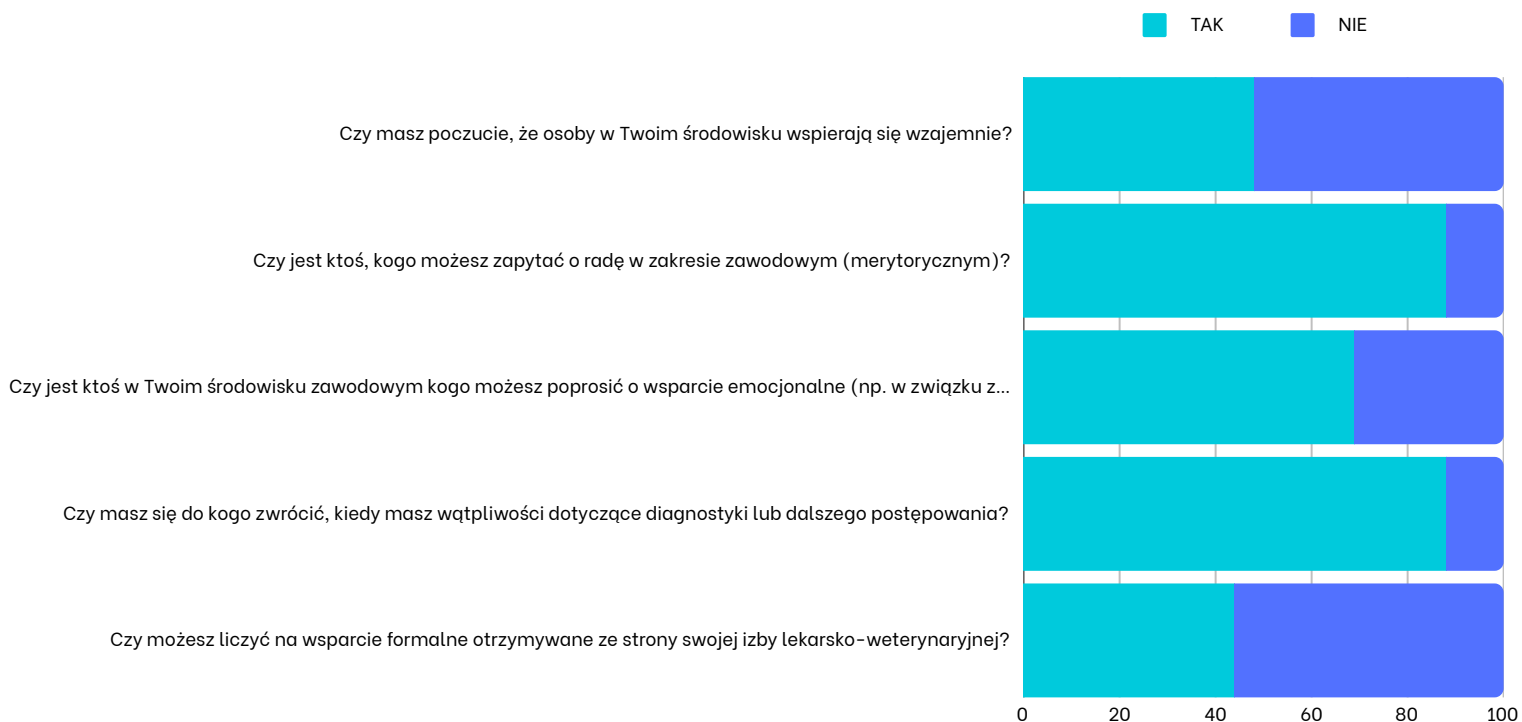 TAK NIE
Czy masz poczucie, że osoby w Twoim środowisku wspierają się wzajemnie?
Czy jest ktoś, kogo możesz zapytać o radę w zakresie zawodowym (merytorycznym)?
Czy jest ktoś w Twoim środowisku zawodowym kogo możesz poprosić o wsparcie emocjonalne (np. w związku z...
Czy masz się do kogo zwrócić, kiedy masz wątpliwości dotyczące diagnostyki lub dalszego postępowania?
Czy możesz liczyć na wsparcie formalne otrzymywane ze strony swojej izby lekarsko-weterynaryjnej?
0 20 40 60 80 100